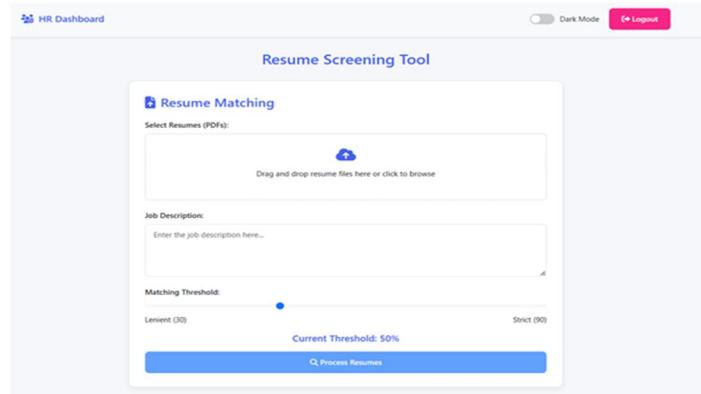 HR Dashboard
Dark Mode
Logout
Resume Screening Tool
Resume Matching
Select Resumes (PDFs):
Drag and drop resume files here or click to browse
Job Description:
Enter the job description here...
Matching Threshold:
Lenient (30)
Strict (90)
Current Threshold: 50%
Process Resumes